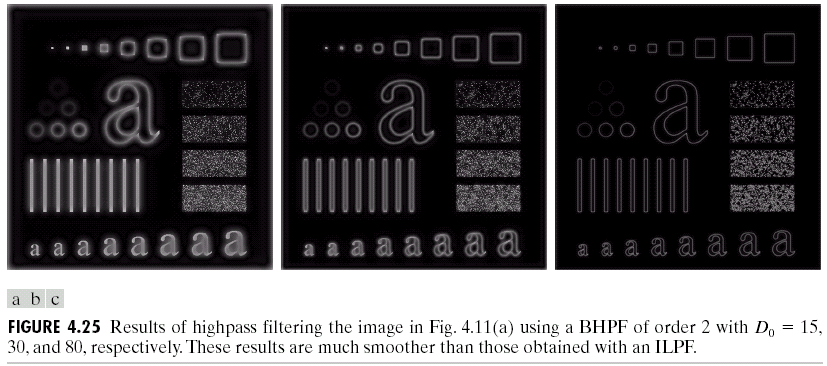 a
a
a
a
a a a a a a a a
a a a a a a a a
a a a a a a a a
a b c
FIGURE 4.25 Results of highpass filtering the image in Fig. 4.11(a) using a BHPF of order 2 with D₀ = 15,
30, and 80, respectively. These results are much smoother than those obtained with an ILPF.